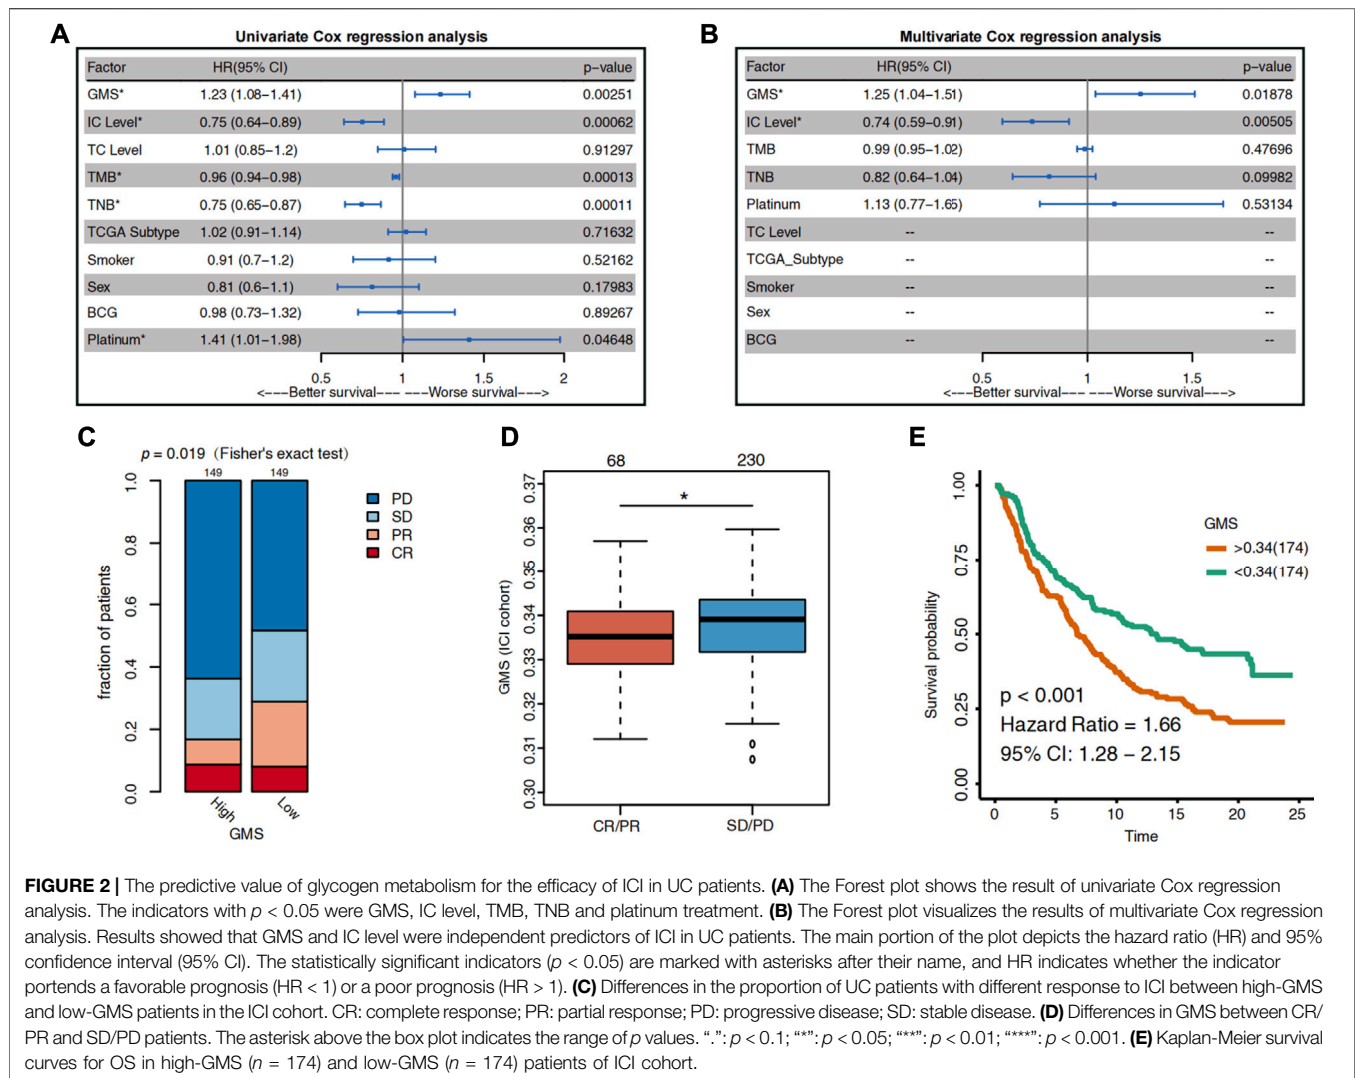 A
Univariate Cox regression analysis
Factor HR(95% CI) p−value
GMS* 1.23 (1.08−1.41) 0.00251
IC Level* 0.75 (0.64−0.89) 0.00062
TC Level 1.01 (0.85−1.2) 0.91297
TMB* 0.96 (0.94−0.98) 0.00013
TNB* 0.75 (0.65−0.87) 0.00011
TCGA Subtype 1.02 (0.91−1.14) 0.71632
Smoker 0.91 (0.7−1.2) 0.52162
Sex 0.81 (0.6−1.1) 0.17983
BCG 0.98 (0.73−1.32) 0.89267
Platinum* 1.41 (1.01−1.98) 0.04648
0.5 1 1.5 2
<−−−Better survival−−− −−−Worse survival−−−>
B
Multivariate Cox regression analysis
Factor HR(95% CI) p−value
GMS* 1.25 (1.04−1.51) 0.01878
IC Level* 0.74 (0.59−0.91) 0.00505
TMB 0.99 (0.95−1.02) 0.47696
TNB 0.82 (0.64−1.04) 0.09982
Platinum 1.13 (0.77−1.65) 0.53134
TC Level -- --
TCGA_Subtype -- --
Smoker -- --
Sex -- --
BCG -- --
0.5 1 1.5
<−−−Better survival−−− −−−Worse survival−−−>
C
p = 0.019（Fisher's exact test）
149 149
fraction of patients
1.0
0.8
0.6
0.4
0.2
0.0
High Low
GMS
PD
SD
PR
CR
D
68 230
*
GMS (ICI cohort)
0.37
0.36
0.35
0.34
0.33
0.32
0.31
0.30
CR/PR SD/PD
E
Survival probability
1.00
0.75
0.50
0.25
0.00
GMS
>0.34(174)
<0.34(174)
p < 0.001
Hazard Ratio = 1.66
95% CI: 1.28 − 2.15
0 5 10 15 20 25
Time
FIGURE 2 | The predictive value of glycogen metabolism for the efficacy of ICI in UC patients. (A) The Forest plot shows the result of univariate Cox regression
analysis. The indicators with p < 0.05 were GMS, IC level, TMB, TNB and platinum treatment. (B) The Forest plot visualizes the results of multivariate Cox regression
analysis. Results showed that GMS and IC level were independent predictors of ICI in UC patients. The main portion of the plot depicts the hazard ratio (HR) and 95%
confidence interval (95% CI). The statistically significant indicators (p < 0.05) are marked with asterisks after their name, and HR indicates whether the indicator
portends a favorable prognosis (HR < 1) or a poor prognosis (HR > 1). (C) Differences in the proportion of UC patients with different response to ICI between high-GMS
and low-GMS patients in the ICI cohort. CR: complete response; PR: partial response; PD: progressive disease; SD: stable disease. (D) Differences in GMS between CR/
PR and SD/PD patients. The asterisk above the box plot indicates the range of p values. “.”: p < 0.1; “*”: p < 0.05; “**”: p < 0.01; “***”: p < 0.001. (E) Kaplan-Meier survival
curves for OS in high-GMS (n = 174) and low-GMS (n = 174) patients of ICI cohort.